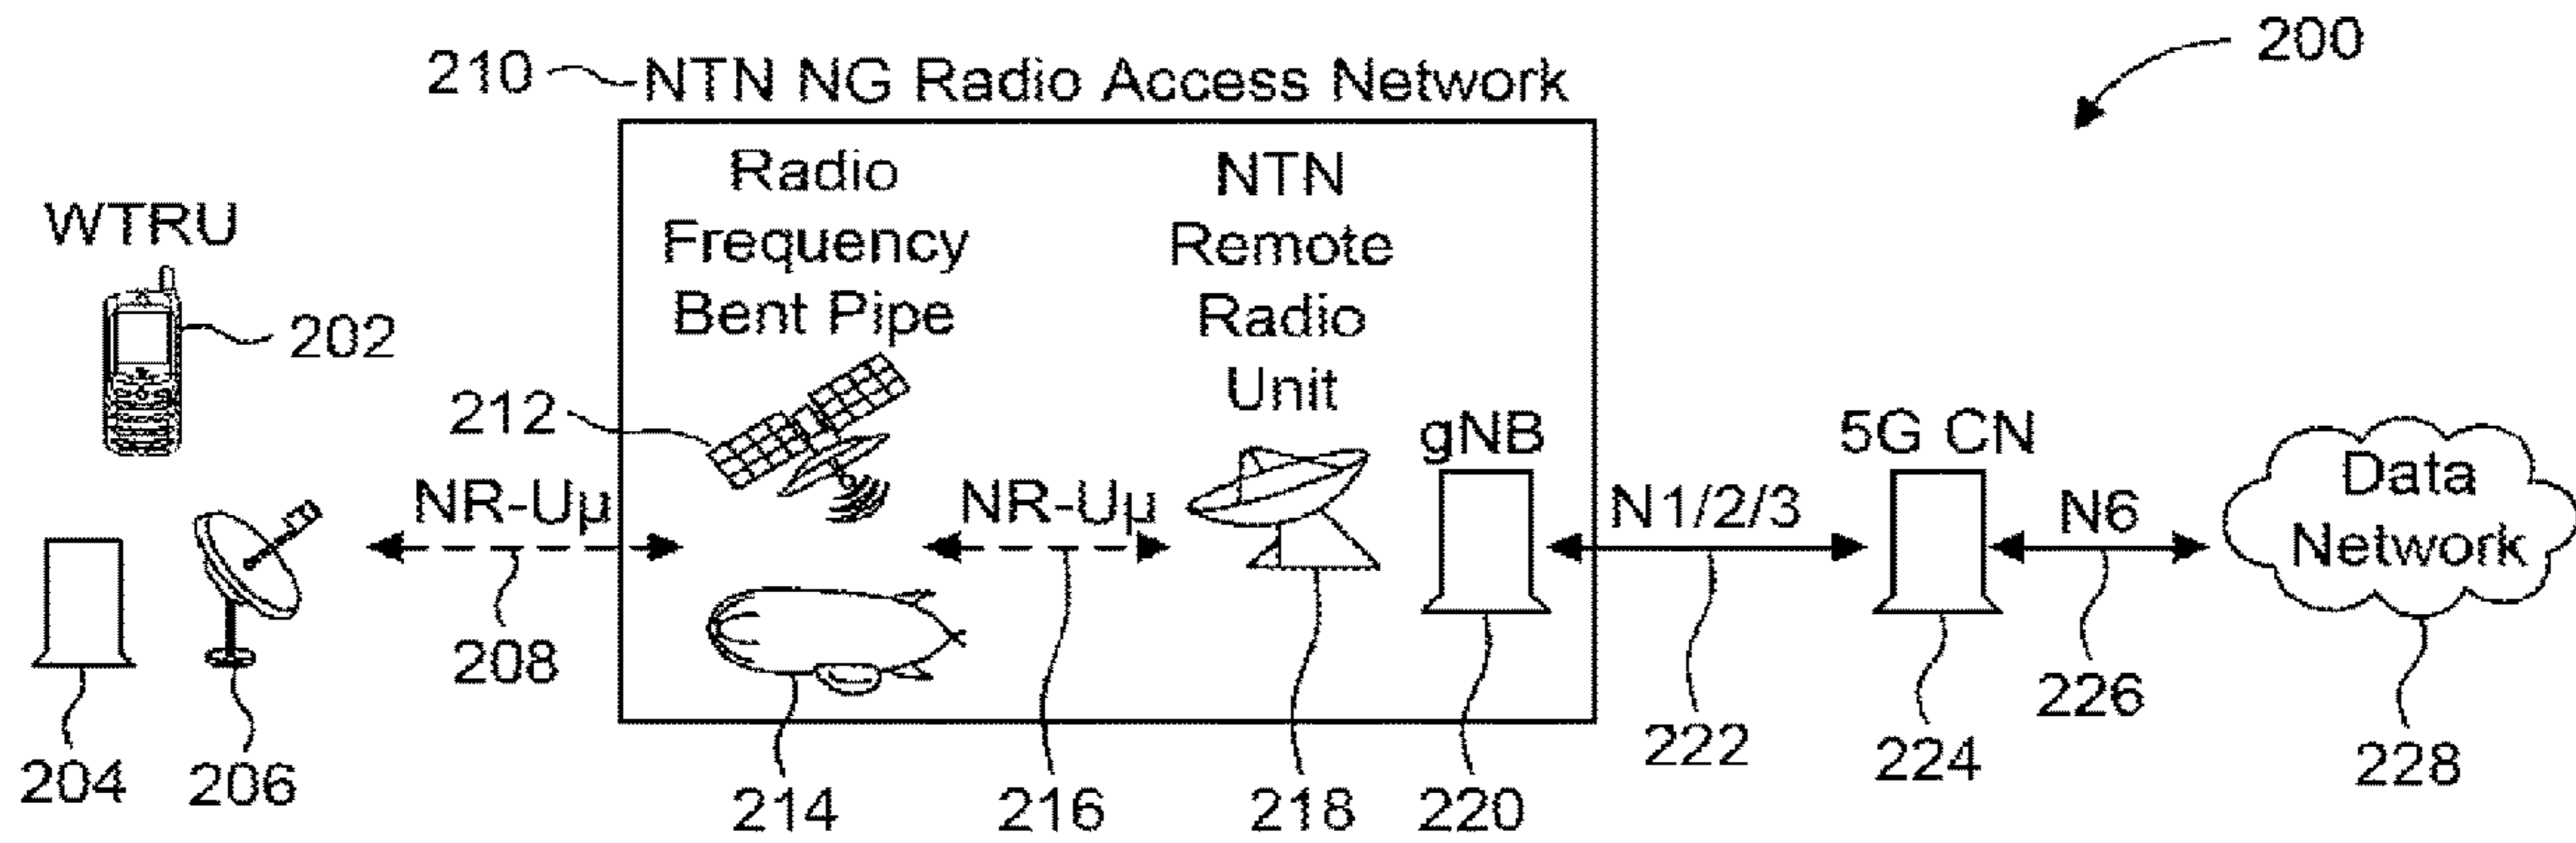 200
210 NTN NG Radio Access Network
WTRU
202
204
206
NR-Uµ
208
Radio
Frequency
Bent Pipe
212
214
NR-Uµ
216
NTN
Remote
Radio
Unit
218
gNB
220
N1/2/3
222
5G CN
224
N6
226
Data
Network
228